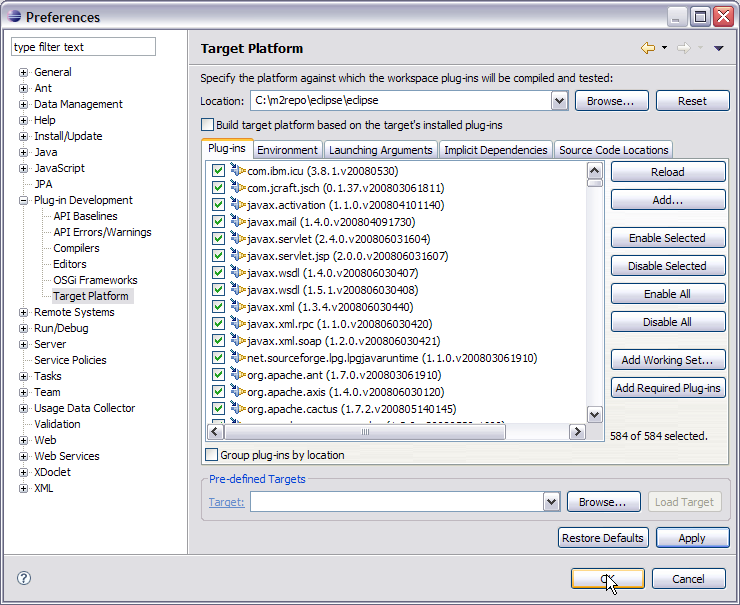 Preferences
type filter text
General
Ant
Data Management
Help
Install/Update
Java
JavaScript
JPA
Plug-in Development
API Baselines
API Errors/Warnings
Compilers
Editors
OSGi Frameworks
Target Platform
Remote Systems
Run/Debug
Server
Service Policies
Tasks
Team
Usage Data Collector
Validation
Web
Web Services
XDoclet
XML
Target Platform
Specify the platform against which the workspace plug-ins will be compiled and tested:
Location: C:\m2repo\eclipse\eclipse Browse... Reset
Build target platform based on the target's installed plug-ins
Plug-ins Environment Launching Arguments Implicit Dependencies Source Code Locations
com.ibm.icu (3.8.1.v20080530)
com.jcraft.jsch (0.1.37.v200803061811)
javax.activation (1.1.0.v200804101140)
javax.mail (1.4.0.v200804091730)
javax.servlet (2.4.0.v200806031604)
javax.servlet.jsp (2.0.0.v200806031607)
javax.wsdl (1.4.0.v200806030407)
javax.wsdl (1.5.1.v200806030408)
javax.xml (1.3.4.v200806030440)
javax.xml.rpc (1.1.0.v200806030420)
javax.xml.soap (1.2.0.v200806030421)
net.sourceforge.lpg.lpgjavaruntime (1.1.0.v200803061910)
org.apache.ant (1.7.0.v200803061910)
org.apache.axis (1.4.0.v200806030120)
org.apache.cactus (1.7.2.v200805140145)
Reload
Add...
Enable Selected
Disable Selected
Enable All
Disable All
Add Working Set...
Add Required Plug-ins
584 of 584 selected.
Group plug-ins by location
Pre-defined Targets
Target: Browse... Load Target
Restore Defaults Apply
Cancel